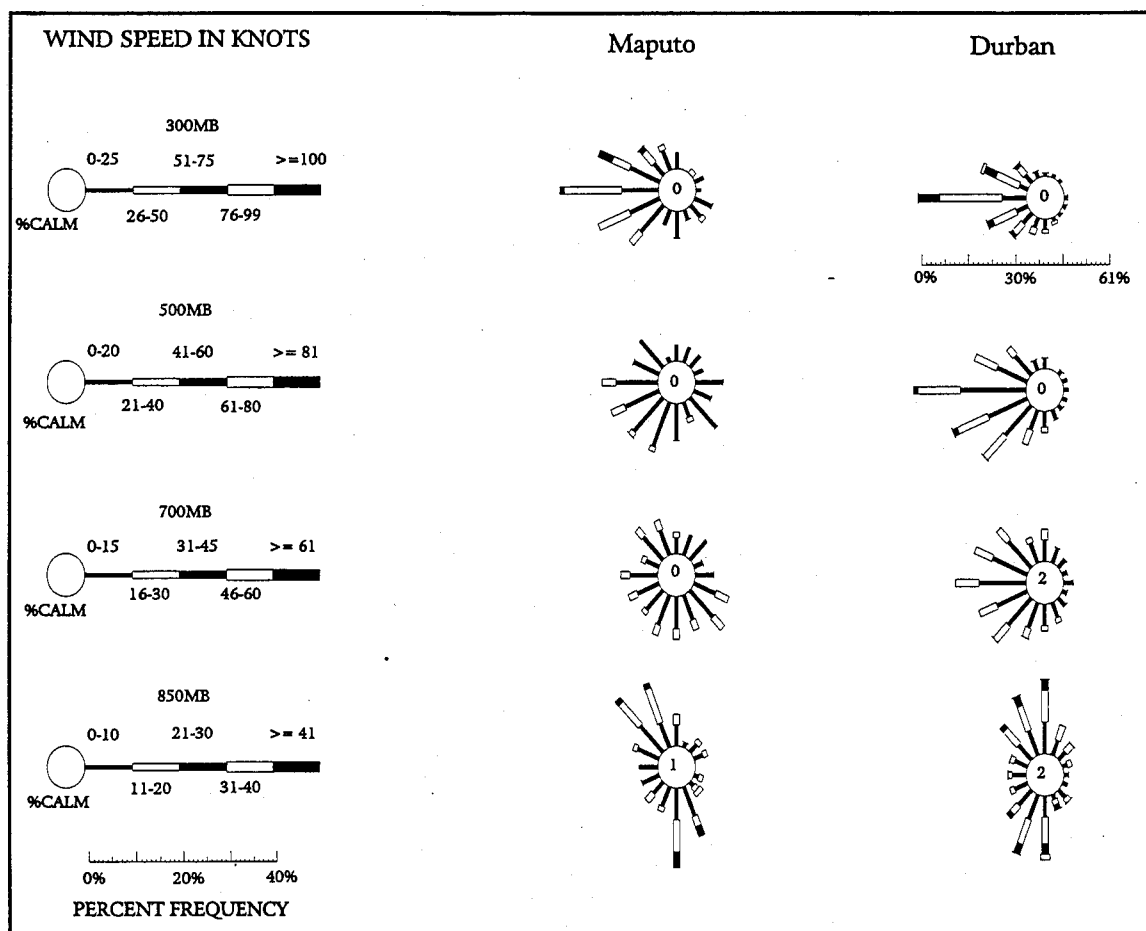 WIND SPEED IN KNOTS Maputo Durban
300MB
0-25 51-75 >=100
0 0
26-50 76-99
%CALM
0% 30% 61%
500MB
0-20 41-60 >= 81
0 0
21-40 61-80
%CALM
700MB
0-15 31-45 >= 61
0 2
16-30 46-60
%CALM
850MB
0-10 21-30 >= 41
1 2
11-20 31-40
%CALM
0% 20% 40%
PERCENT FREQUENCY